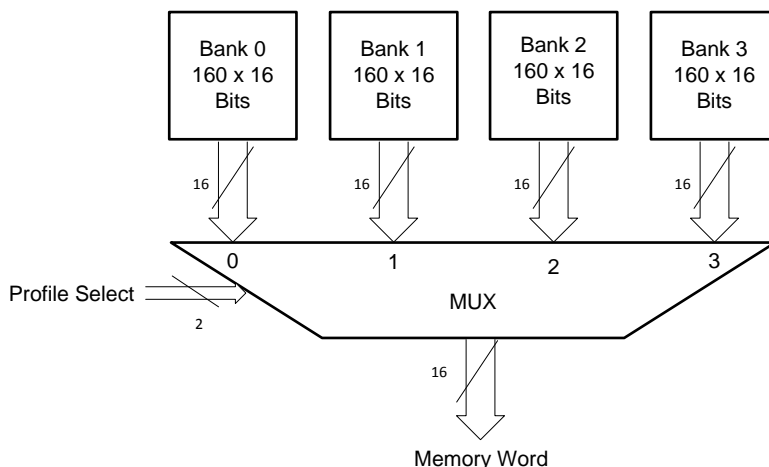 Bank 0
160 x 16
Bits
Bank 1
160 x 16
Bits
Bank 2
160 x 16
Bits
Bank 3
160 x 16
Bits
16
16
16
16
0
1
2
3
Profile Select
2
MUX
16
Memory Word